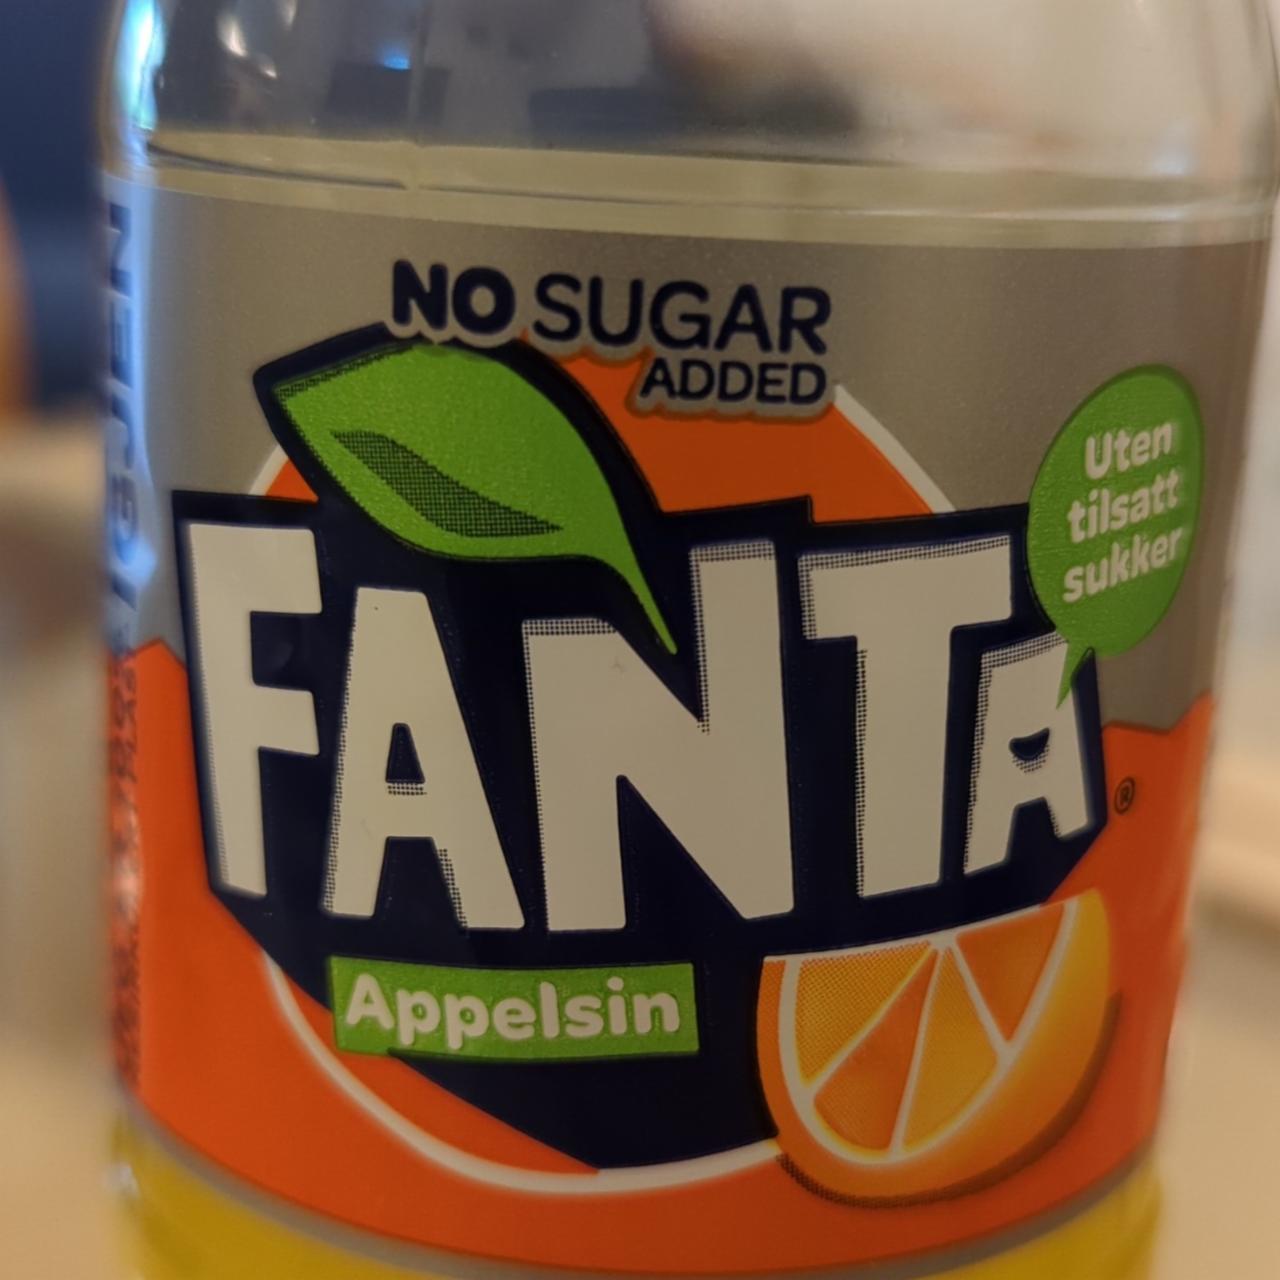 NO SUGAR
ADDED
Uten
tilsatt
sukker
FANTA
®
Appelsin